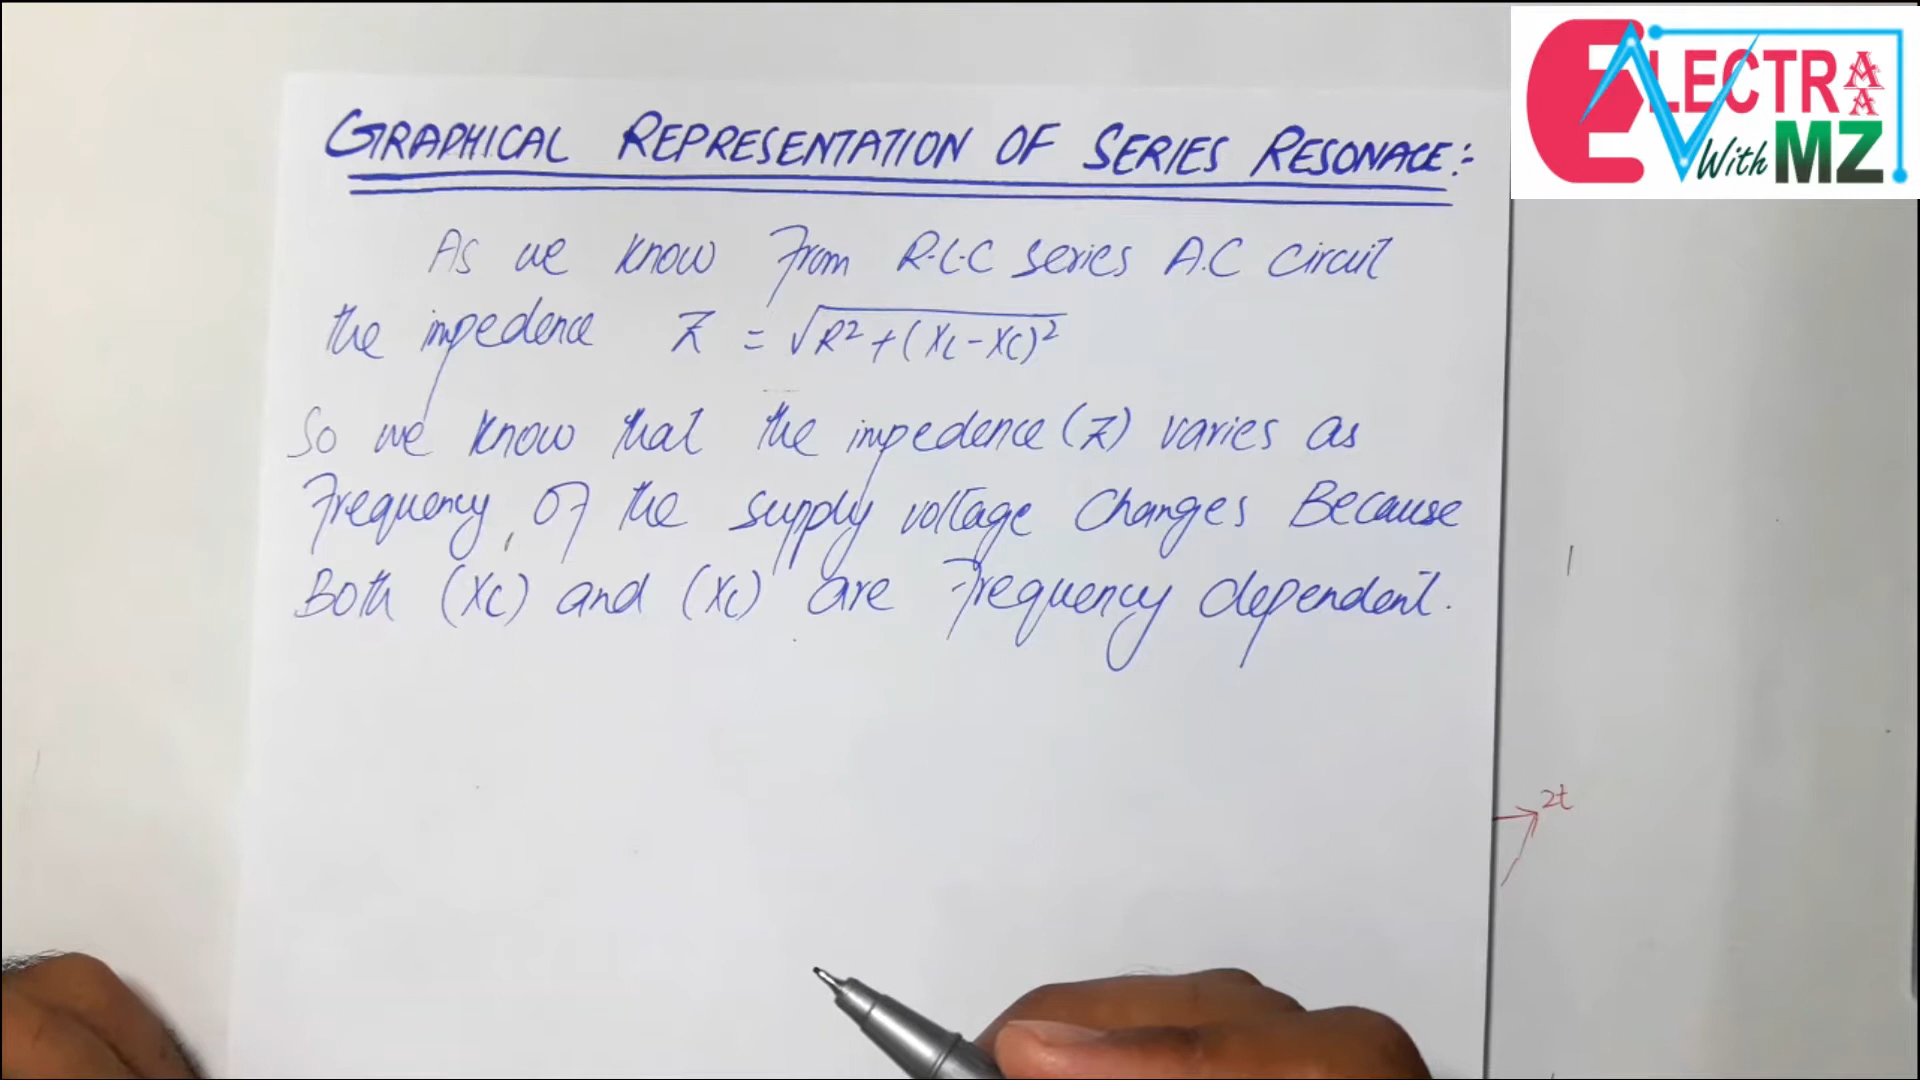 GRAPHICAL REPRESENTATION OF SERIES RESONACE:-
As we know From R-L-C series A.C circuit
the impedence Z = √R²+(XL-XC)²
So we know that the impedence (Z) varies as
Frequency of the supply voltage changes Because
Both (XC) and (XL) are Frequency dependent.
2t
ELECTRA
With MZ